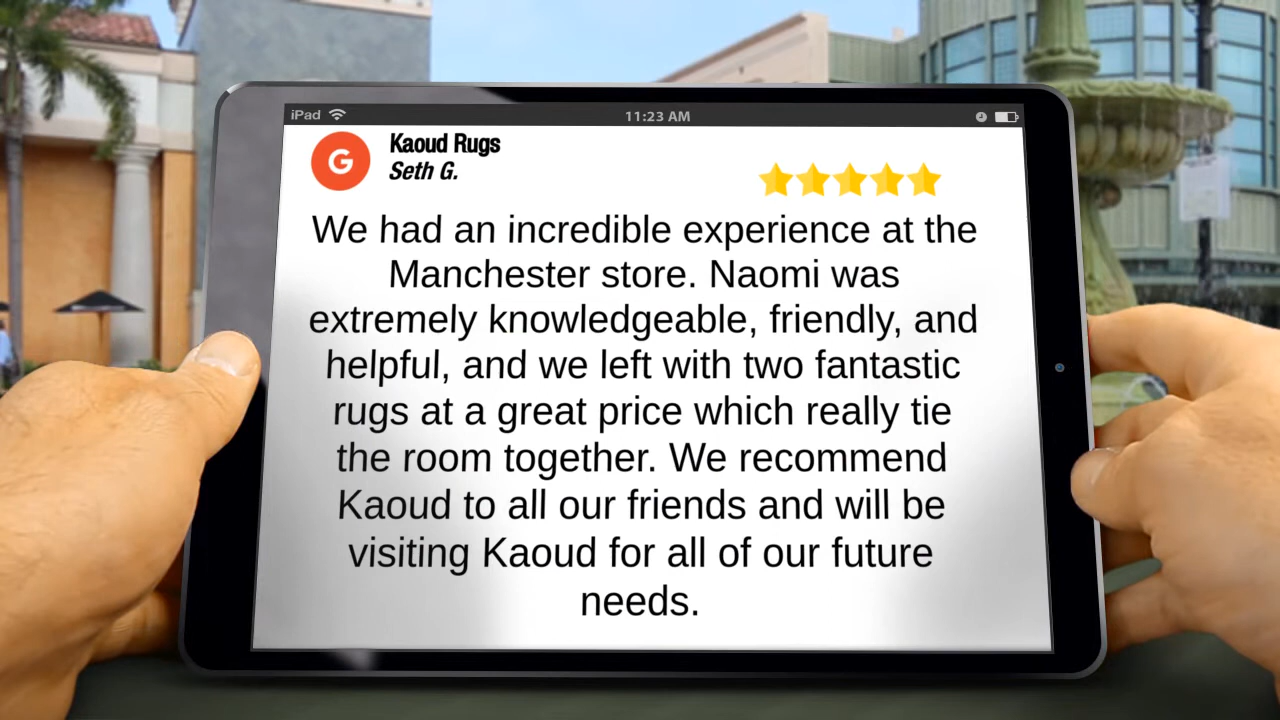 iPad
11:23 AM
G
Kaoud Rugs
Seth G.
We had an incredible experience at the
Manchester store. Naomi was
extremely knowledgeable, friendly, and
helpful, and we left with two fantastic
rugs at a great price which really tie
the room together. We recommend
Kaoud to all our friends and will be
visiting Kaoud for all of our future
needs.